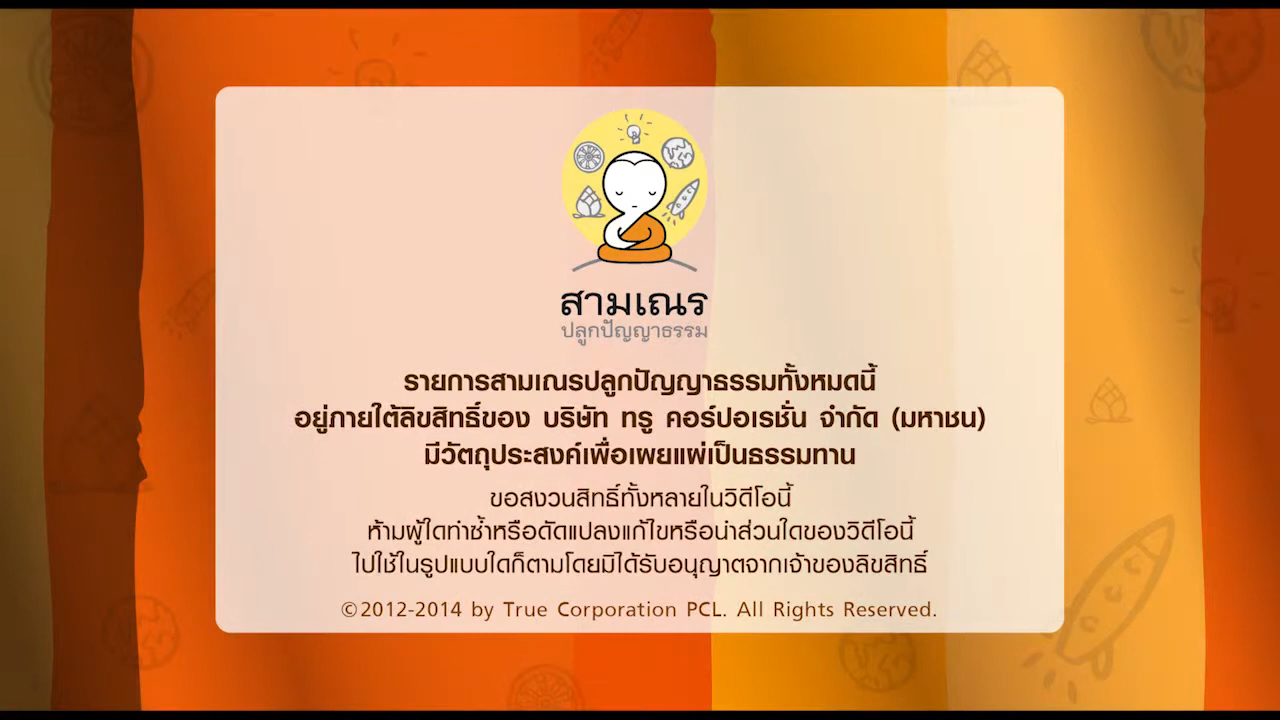 สามเณร
ปลูกปัญญาธรรม
รายการสามเณรปลูกปัญญาธรรมทั้งหมดนี้
อยู่ภายใต้ลิขสิทธิ์ของ บริษัท ทรู คอร์ปอเรชั่น จำกัด (มหาชน)
มีวัตถุประสงค์เพื่อเผยแผ่เป็นธรรมทาน
ขอสงวนสิทธิ์ทั้งหลายในวิดีโอนี้
ห้ามผู้ใดทำซ้ำหรือดัดแปลงแก้ไขหรือนำส่วนใดของวิดีโอนี้
ไปใช้ในรูปแบบใดก็ตามโดยมิได้รับอนุญาตจากเจ้าของลิขสิทธิ์
©2012-2014 by True Corporation PCL. All Rights Reserved.